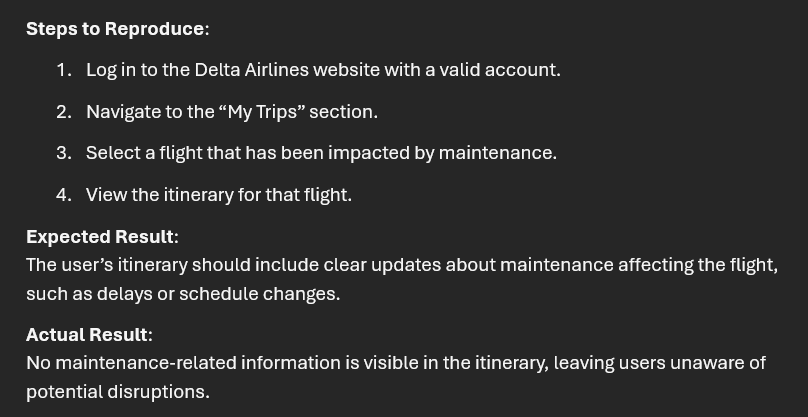 Steps to Reproduce:
1. Log in to the Delta Airlines website with a valid account.
2. Navigate to the “My Trips” section.
3. Select a flight that has been impacted by maintenance.
4. View the itinerary for that flight.
Expected Result:
The user’s itinerary should include clear updates about maintenance affecting the flight,
such as delays or schedule changes.
Actual Result:
No maintenance-related information is visible in the itinerary, leaving users unaware of
potential disruptions.